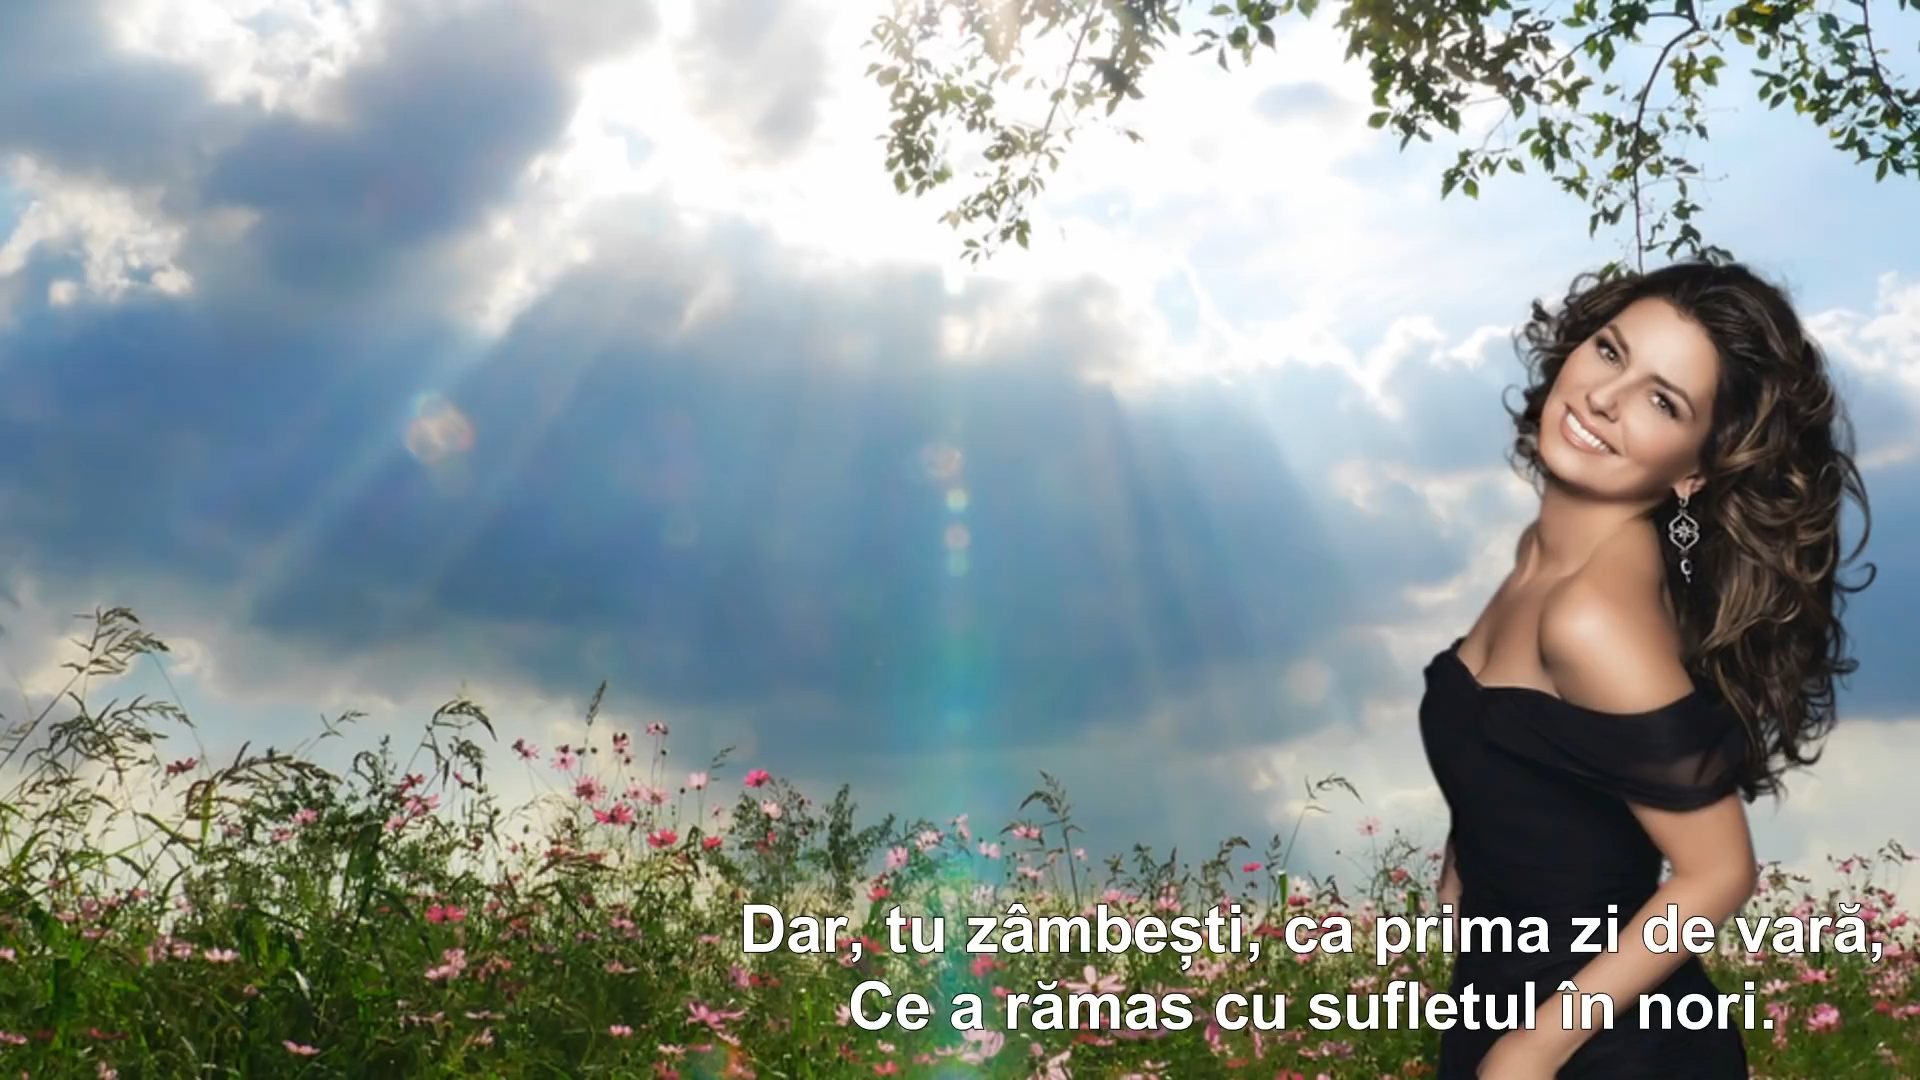 Dar, tu zâmbești, ca prima zi de vară,
Ce a rămas cu sufletul în nori.